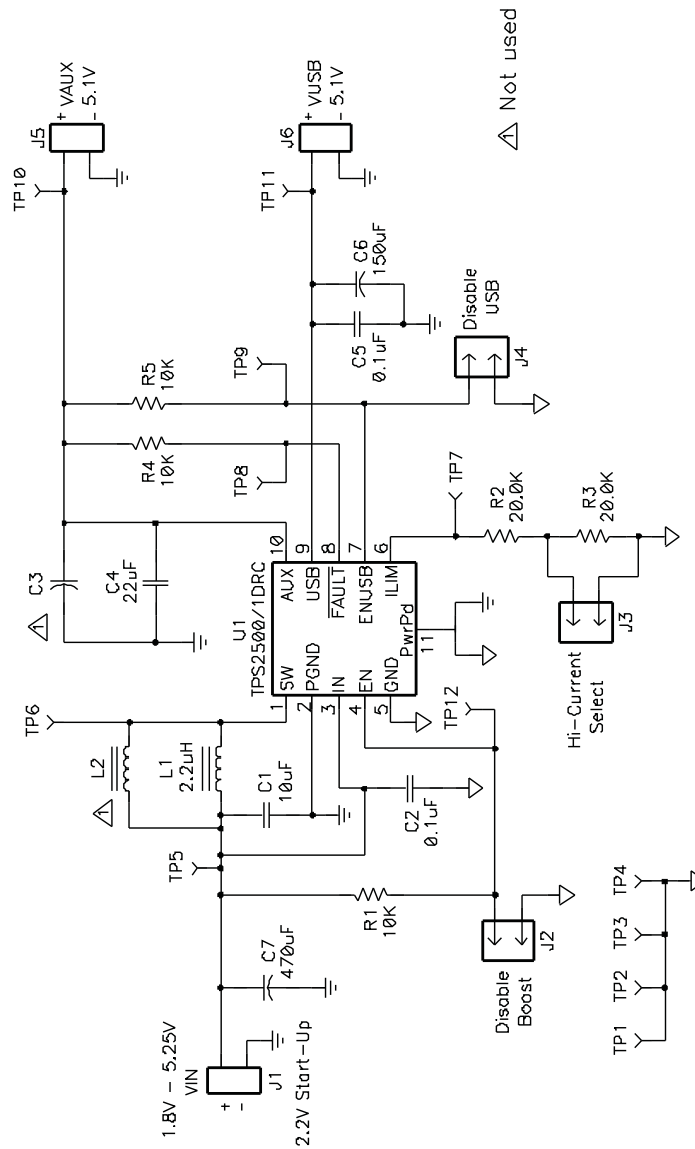 1.8V - 5.25V
VIN
+
-
J1
2.2V Start-Up
C7
470uF
TP5
R1
10K
Disable
Boost
J2
TP1
TP2
TP3
TP4
TP6
1
L2
L1
2.2uH
C1
10uF
C2
0.1uF
TP12
U1
TPS2500/1DRC
1
SW
2
PGND
3
IN
4
EN
5
GND
AUX
10
USB
9
FAULT
8
ENUSB
7
ILIM
6
PwrPd
11
1
C3
C4
22uF
Hi-Current
Select
J3
R4
10K
R5
10K
TP8
TP9
TP7
R2
20.0K
R3
20.0K
C5
0.1uF
C6
150uF
Disable
USB
J4
TP10
J5
+ VAUX
- 5.1V
TP11
J6
+ VUSB
- 5.1V
1 Not used